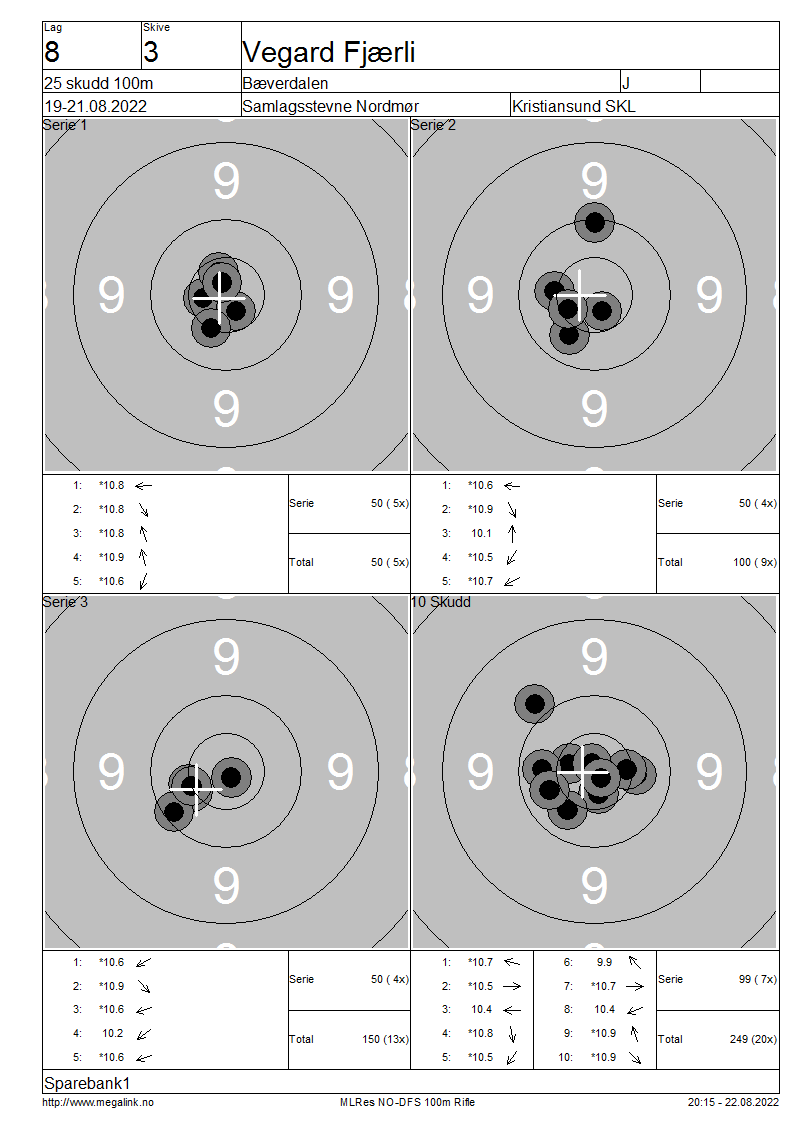 Lag
Skive
8
3
Vegard Fjærli
25 skudd 100m
Bæverdalen
J
19-21.08.2022
Samlagsstevne Nordmør
Kristiansund SKL
Serie 1
9
9 9
9
Serie 2
9
9 9
9
1: *10.8
2: *10.8
3: *10.8
4: *10.9
5: *10.6
Serie 50 ( 5x)
Total 50 ( 5x)
1: *10.6
2: *10.9
3: 10.1
4: *10.5
5: *10.7
Serie 50 ( 4x)
Total 100 ( 9x)
Serie 3
9
9 9
9
10 Skudd
9
9 9
9
1: *10.6
2: *10.9
3: *10.6
4: 10.2
5: *10.6
Serie 50 ( 4x)
Total 150 (13x)
1: *10.7
2: *10.5
3: 10.4
4: *10.8
5: *10.5
6: 9.9
7: *10.7
8: 10.4
9: *10.9
10: *10.9
Serie 99 ( 7x)
Total 249 (20x)
Sparebank1
http://www.megalink.no
MLRes NO-DFS 100m Rifle
20:15 - 22.08.2022